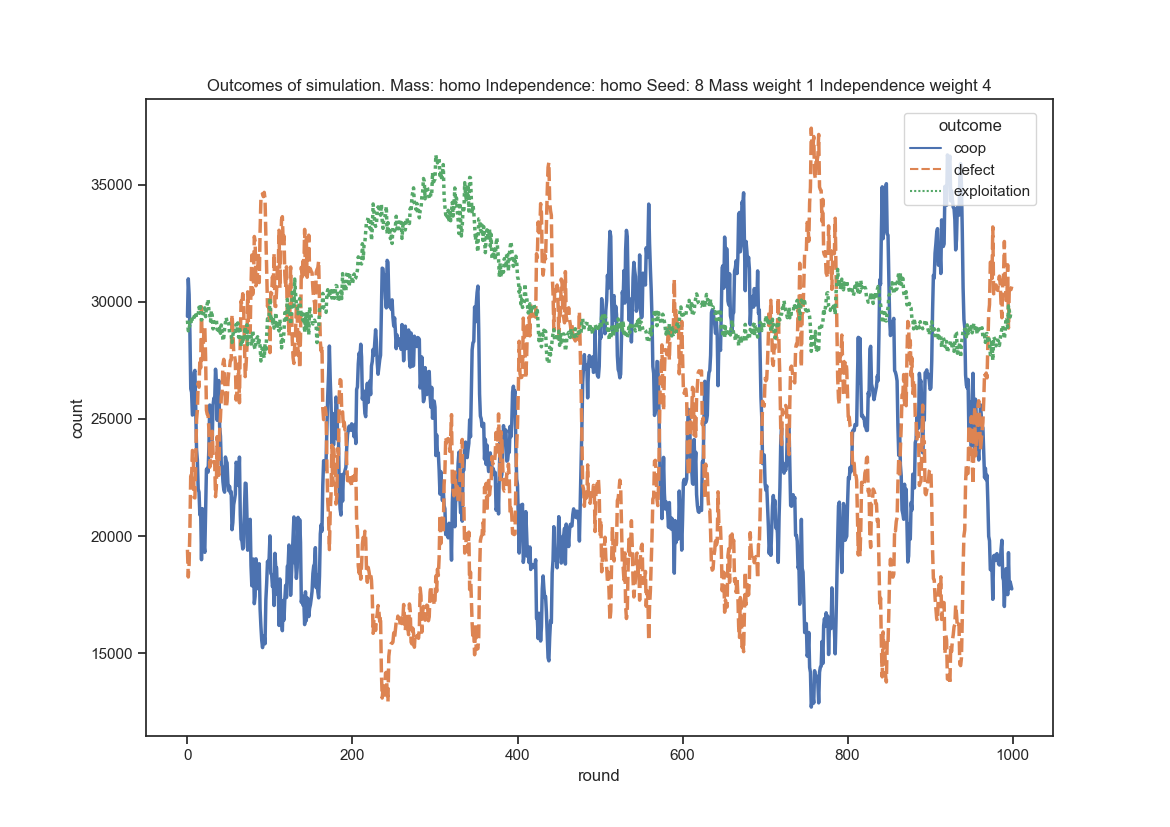 Outcomes of simulation. Mass: homo Independence: homo Seed: 8 Mass weight 1 Independence weight 4
outcome
coop
defect
exploitation
35000
30000
25000
20000
15000
count
0
200
400
600
800
1000
round